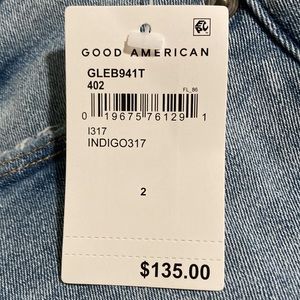 GOOD AMERICAN
GLEB941T
402
FL_86
0 19675 76129 1
I317
INDIGO317
2
$135.00